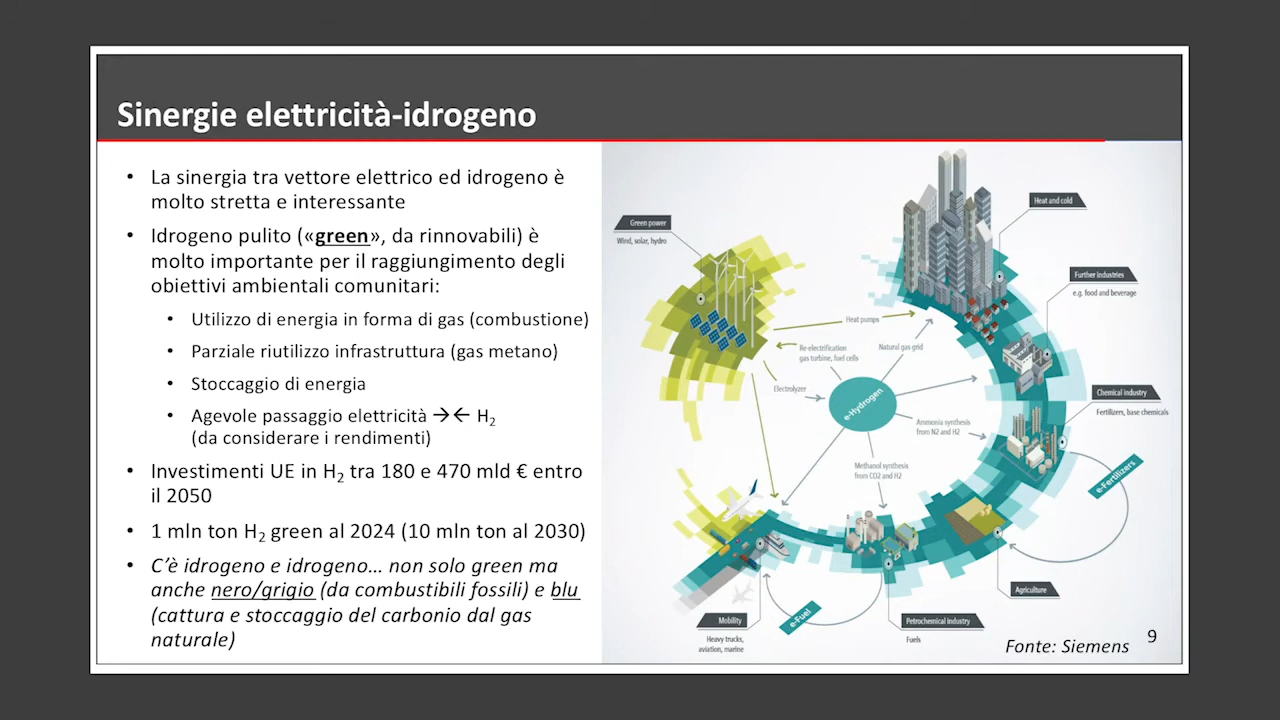 Sinergie elettricità-idrogeno
• La sinergia tra vettore elettrico ed idrogeno è
molto stretta e interessante
• Idrogeno pulito («green», da rinnovabili) è
molto importante per il raggiungimento degli
obiettivi ambientali comunitari:
• Utilizzo di energia in forma di gas (combustione)
• Parziale riutilizzo infrastruttura (gas metano)
• Stoccaggio di energia
• Agevole passaggio elettricità →← H2
(da considerare i rendimenti)
• Investimenti UE in H2 tra 180 e 470 mld € entro
il 2050
• 1 mln ton H2 green al 2024 (10 mln ton al 2030)
• C'è idrogeno e idrogeno… non solo green ma
anche nero/grigio (da combustibili fossili) e blu
(cattura e stoccaggio del carbonio dal gas
naturale)
Green power
Wind, solar, hydro
Heat and cold
Further industries
e.g. food and beverage
Heat pumps
Re-electrification
gas turbine, fuel cells
Natural gas grid
Electrolyzer
e-Hydrogen
Chemical industry
Fertilizers, base chemicals
Ammonia synthesis
from N2 and H2
Methanol synthesis
from CO2 and H2
e-Fertilizers
Agriculture
e-Fuel
Mobility
Heavy trucks,
aviation, marine
Petrochemical industry
Fuels
Fonte: Siemens
9